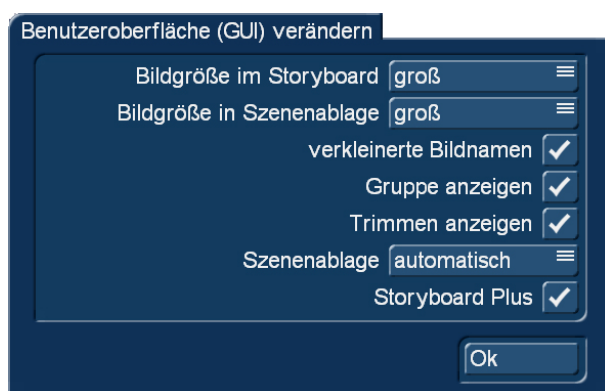 Benutzeroberfläche (GUI) verändern
Bildgröße im Storyboard groß
Bildgröße in Szenenablage groß
verkleinerte Bildnamen
Gruppe anzeigen
Trimmen anzeigen
Szenenablage automatisch
Storyboard Plus
Ok